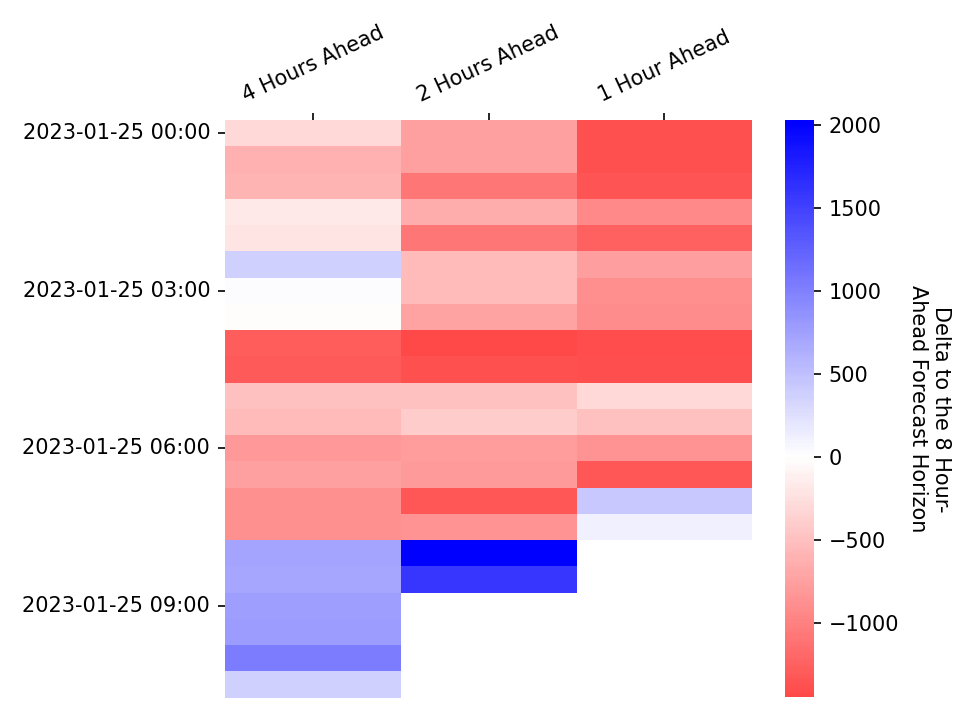 4 Hours Ahead
2 Hours Ahead
1 Hour Ahead
2023-01-25 00:00
2023-01-25 03:00
2023-01-25 06:00
2023-01-25 09:00
2000
1500
1000
500
0
−500
−1000
Delta to the 8 Hour-
Ahead Forecast Horizon